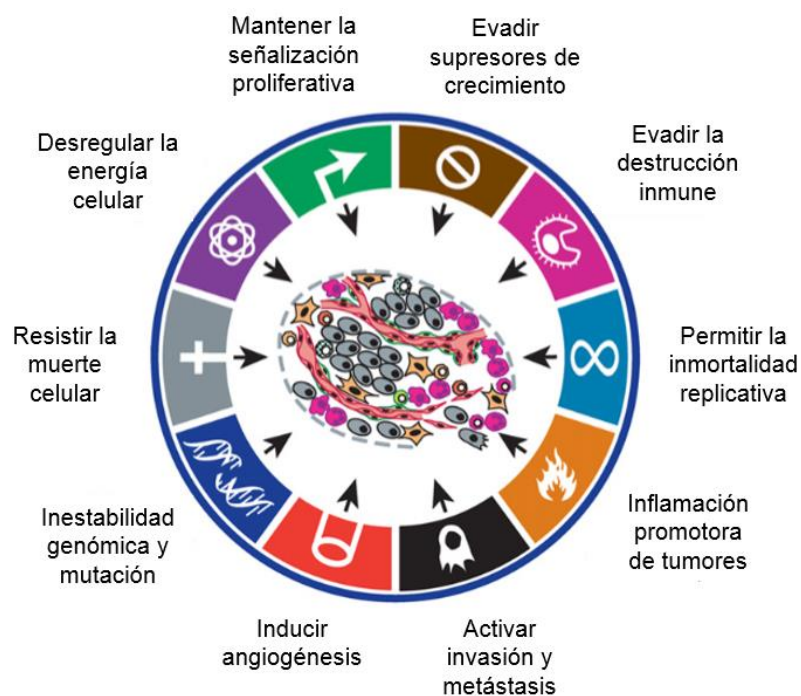 Mantener la
señalización
proliferativa
Evadir
supresores de
crecimiento
Evadir la
destrucción
inmune
Permitir la
inmortalidad
replicativa
Inflamación
promotora
de tumores
Activar
invasión y
metástasis
Inducir
angiogénesis
Inestabilidad
genómica y
mutación
Resistir la
muerte
celular
Desregular la
energía
celular